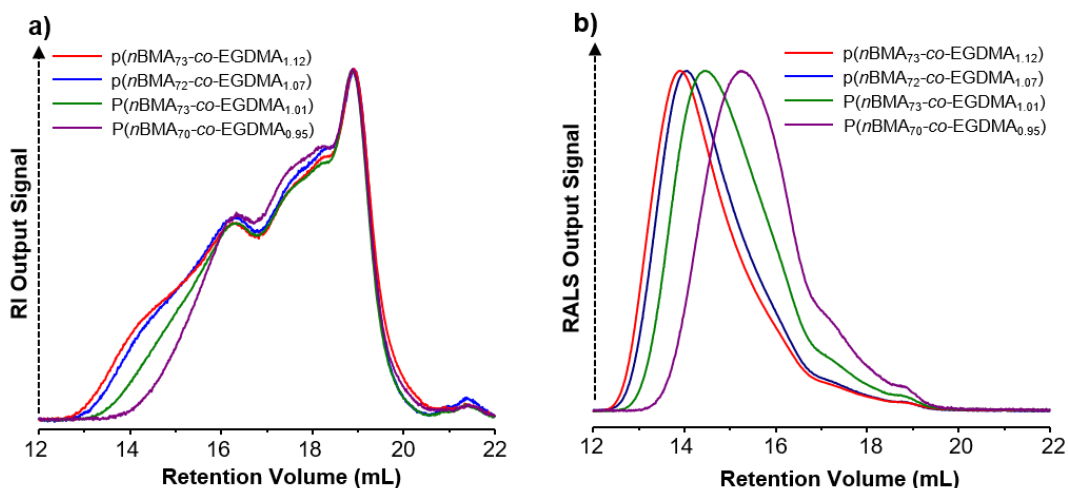 a)
p(nBMA₇₃-co-EGDMA₁.₁₂)
p(nBMA₇₂-co-EGDMA₁.₀₇)
P(nBMA₇₃-co-EGDMA₁.₀₁)
P(nBMA₇₀-co-EGDMA₀.₉₅)
RI Output Signal
12 14 16 18 20 22
Retention Volume (mL)
b)
p(nBMA₇₃-co-EGDMA₁.₁₂)
p(nBMA₇₂-co-EGDMA₁.₀₇)
P(nBMA₇₃-co-EGDMA₁.₀₁)
P(nBMA₇₀-co-EGDMA₀.₉₅)
RALS Output Signal
12 14 16 18 20 22
Retention Volume (mL)